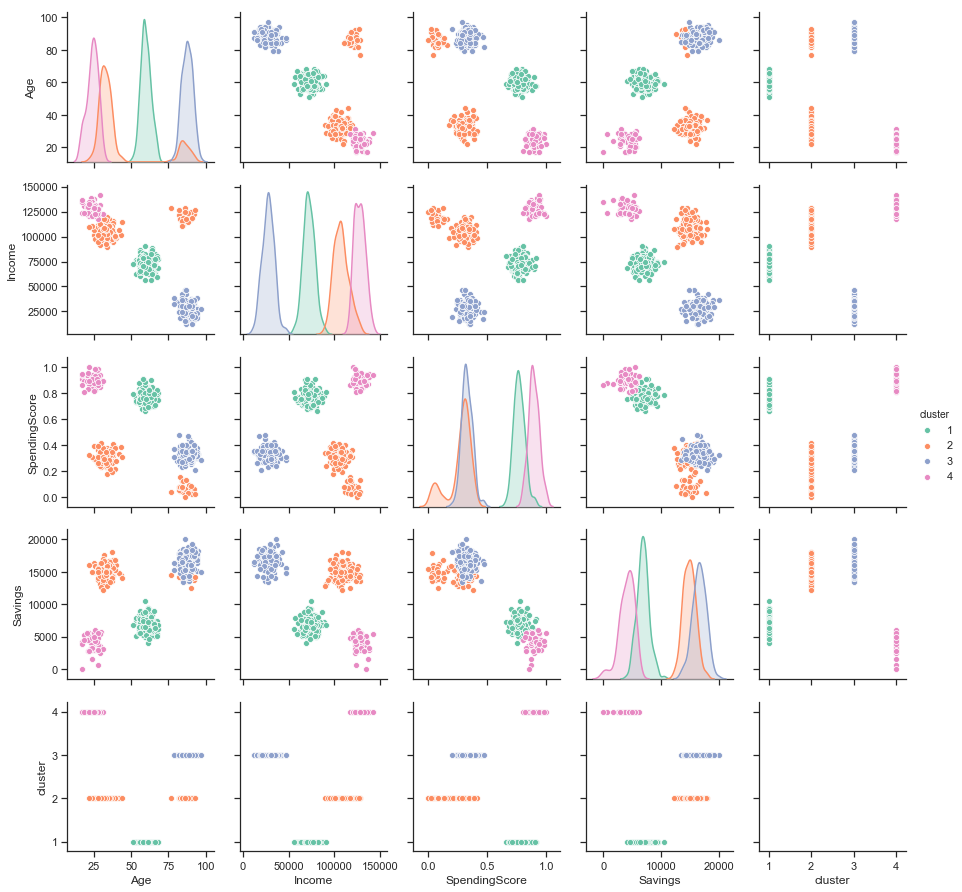 100
80
60
40
20
Age
150000
125000
100000
75000
50000
25000
Income
1.0
0.8
0.6
0.4
0.2
0.0
SpendingScore
cluster
1
2
3
4
20000
15000
10000
5000
0
Savings
4
3
2
1
cluster
25 50 75 100
0 50000 100000 150000
0.0 0.5 1.0
0 10000 20000
1 2 3 4
Age Income SpendingScore Savings cluster